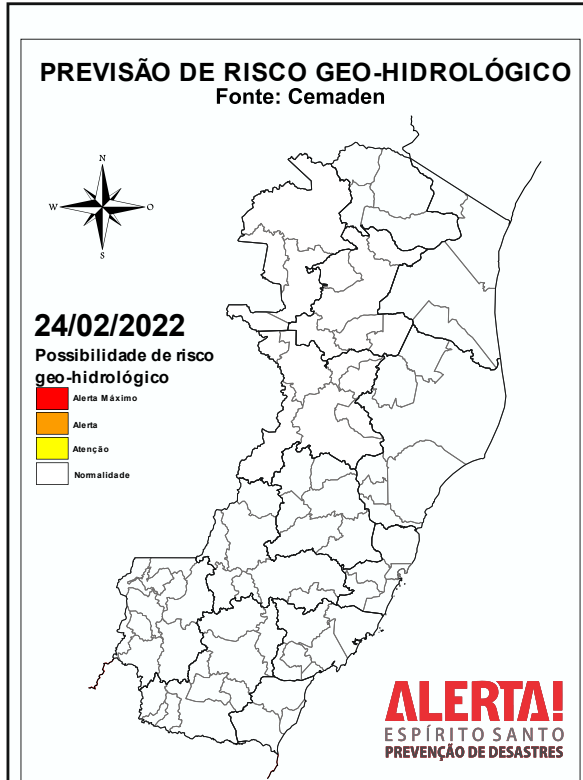 PREVISÃO DE RISCO GEO-HIDROLÓGICO
Fonte: Cemaden
N
W
O
S
24/02/2022
Possibilidade de risco
geo-hidrológico
Alerta Máximo
Alerta
Atenção
Normalidade
ALERTA!
ESPÍRITO SANTO
PREVENÇÃO DE DESASTRES